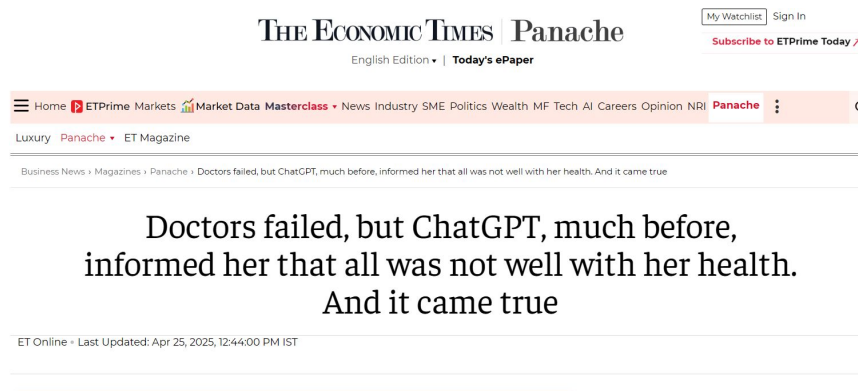 THE ECONOMIC TIMES Panache
My Watchlist Sign In
Subscribe to ETPrime Today
English Edition | Today's ePaper
Home ETPrime Markets Market Data Masterclass News Industry SME Politics Wealth MF Tech AI Careers Opinion NRI Panache
Luxury Panache ET Magazine
Business News › Magazines › Panache › Doctors failed, but ChatGPT, much before, informed her that all was not well with her health. And it came true
Doctors failed, but ChatGPT, much before,
informed her that all was not well with her health.
And it came true
ET Online • Last Updated: Apr 25, 2025, 12:44:00 PM IST